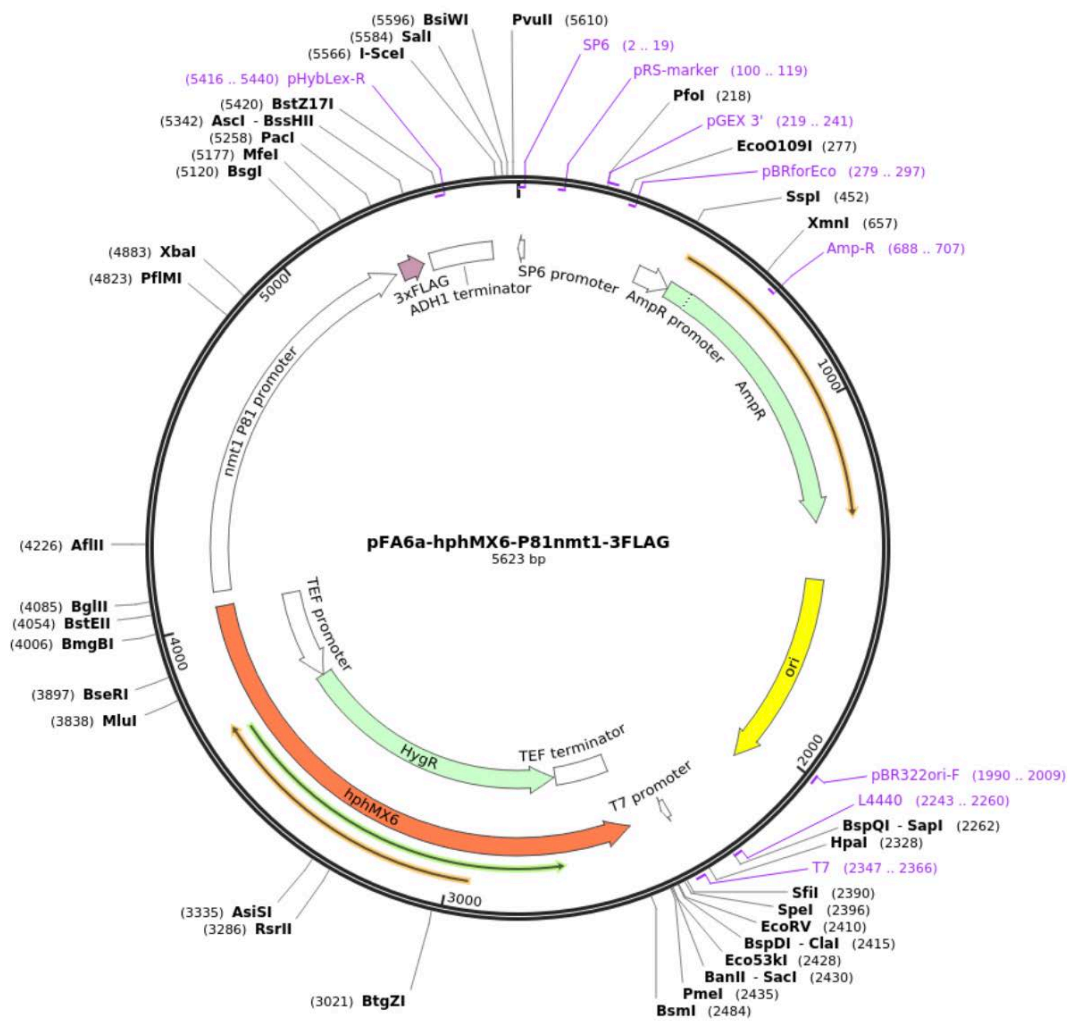 (5596) BsiWI
PvuII (5610)
(5584) SalI
SP6 (2 .. 19)
(5566) I-SceI
pRS-marker (100 .. 119)
(5416 .. 5440) pHybLex-R
PfoI (218)
(5420) BstZ17I
pGEX 3' (219 .. 241)
(5342) AscI - BssHII
EcoO109I (277)
(5258) PacI
pBRforEco (279 .. 297)
(5177) MfeI
(5120) BsgI
SspI (452)
XmnI (657)
Amp-R (688 .. 707)
(4883) XbaI
(4823) PflMI
5000
SP6 promoter
3xFLAG
ADH1 terminator
AmpR promoter
1000
AmpR
nmt1 P81 promoter
pFA6a-hphMX6-P81nmt1-3FLAG
5623 bp
(4226) AflII
(4085) BglII
(4054) BstEII
(4006) BmgBI
4000
TEF promoter
ori
(3897) BseRI
(3838) MluI
HygR
TEF terminator
2000
T7 promoter
hphMX6
pBR322ori-F (1990 .. 2009)
L4440 (2243 .. 2260)
BspQI - SapI (2262)
HpaI (2328)
T7 (2347 .. 2366)
SfiI (2390)
SpeI (2396)
EcoRV (2410)
BspDI - ClaI (2415)
Eco53kI (2428)
BanII - SacI (2430)
PmeI (2435)
BsmI (2484)
3000
(3335) AsiSI
(3286) RsrII
(3021) BtgZI